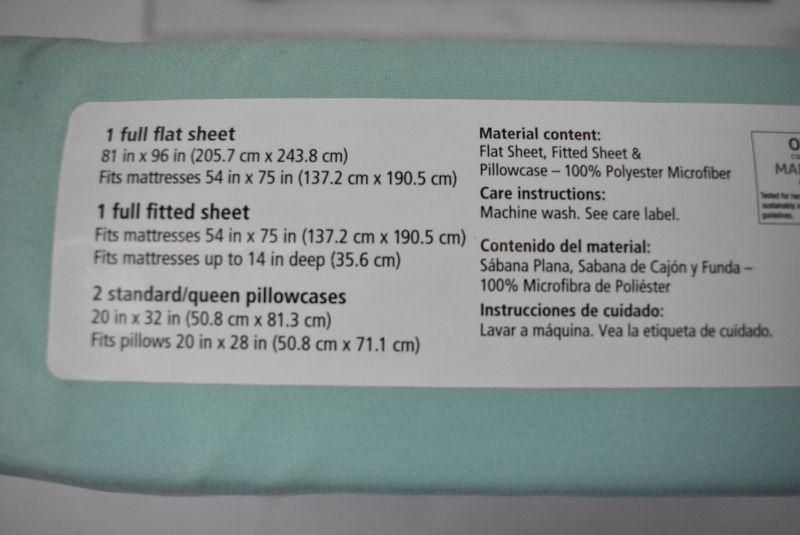 1 full flat sheet
81 in x 96 in (205.7 cm x 243.8 cm)
Fits mattresses 54 in x 75 in (137.2 cm x 190.5 cm)
1 full fitted sheet
Fits mattresses 54 in x 75 in (137.2 cm x 190.5 cm)
Fits mattresses up to 14 in deep (35.6 cm)
2 standard/queen pillowcases
20 in x 32 in (50.8 cm x 81.3 cm)
Fits pillows 20 in x 28 in (50.8 cm x 71.1 cm)
Material content:
Flat Sheet, Fitted Sheet &
Pillowcase – 100% Polyester Microfiber
Care instructions:
Machine wash. See care label.
Contenido del material:
Sábana Plana, Sabana de Cajón y Funda –
100% Microfibra de Poliéster
Instrucciones de cuidado:
Lavar a máquina. Vea la etiqueta de cuidado.
Tested for
guidelines.